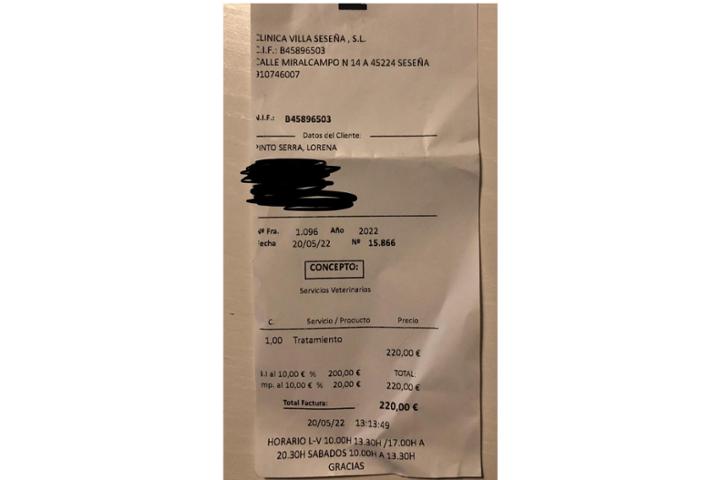 CLINICA VILLA SESEÑA , S.L.
C.I.F.: B45896503
CALLE MIRALCAMPO N 14 A 45224 SESEÑA
910746007
N.I.F.: B45896503
Datos del Cliente:
PINTO SERRA, LORENA
Nº Fra. 1.096 Año 2022
Fecha 20/05/22 Nº 15.866
CONCEPTO:
Servicios Veterinarios
C. Servicio / Producto Precio
1,00 Tratamiento
220,00 €
B.I al 10,00 € % 200,00 € TOTAL:
Imp. al 10,00 € % 20,00 € 220,00 €
Total Factura: 220,00 €
20/05/22 13:13:49
HORARIO L-V 10.00H 13.30H /17.00H A
20.30H SABADOS 10.00H A 13.30H
GRACIAS